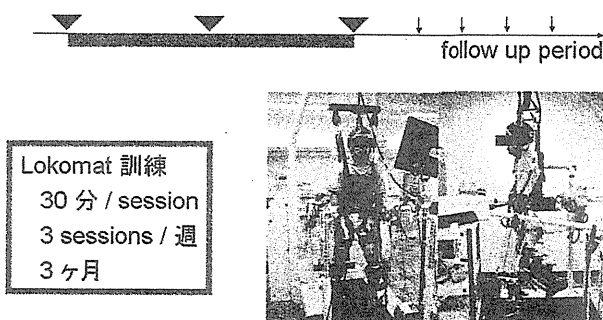 follow up period
Lokomat 訓練
30 分 / session
3 sessions / 週
3 ヶ月